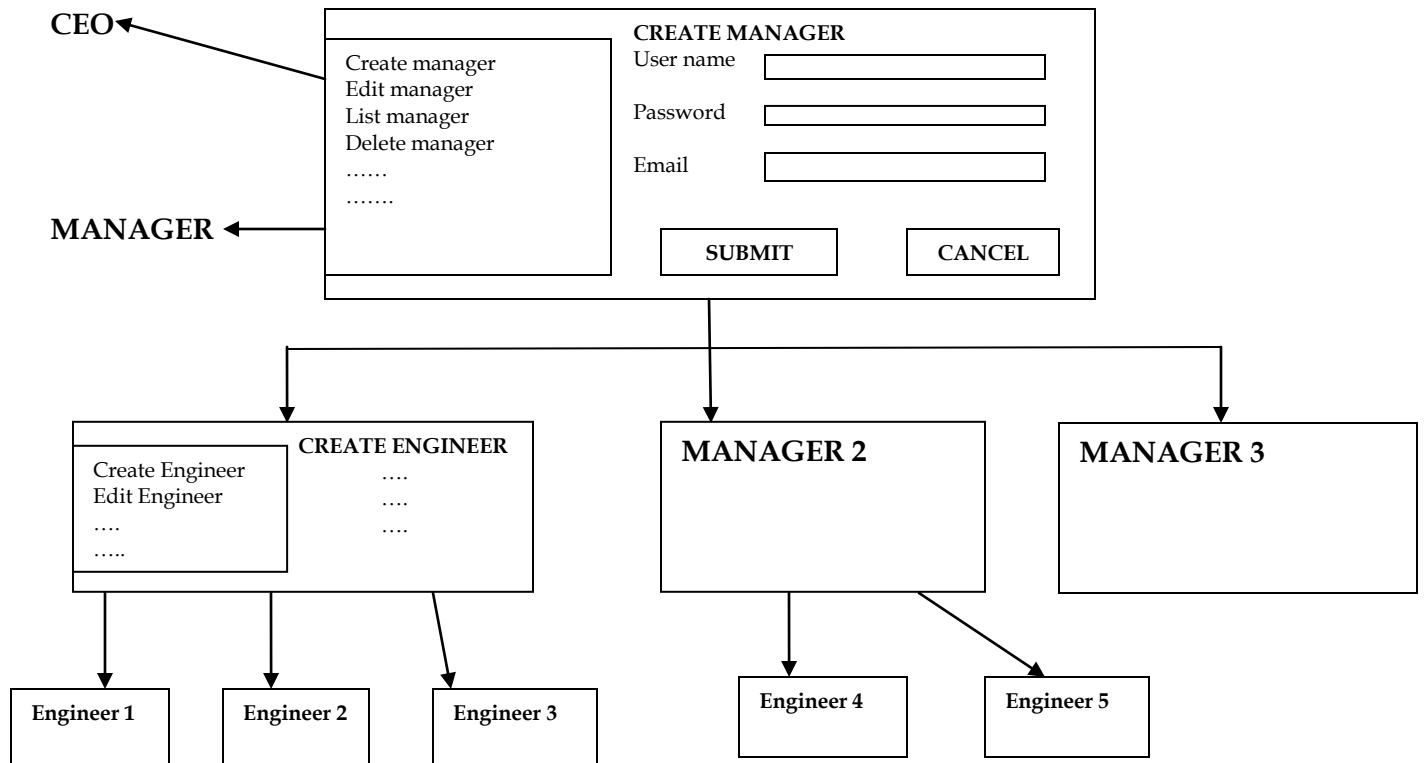 CEO
CREATE MANAGER
Create manager
Edit manager
List manager
Delete manager
……
…….
User name
Password
Email
MANAGER
SUBMIT
CANCEL
CREATE ENGINEER
Create Engineer
Edit Engineer
….
…..
….
….
….
MANAGER 2
MANAGER 3
Engineer 1
Engineer 2
Engineer 3
Engineer 4
Engineer 5